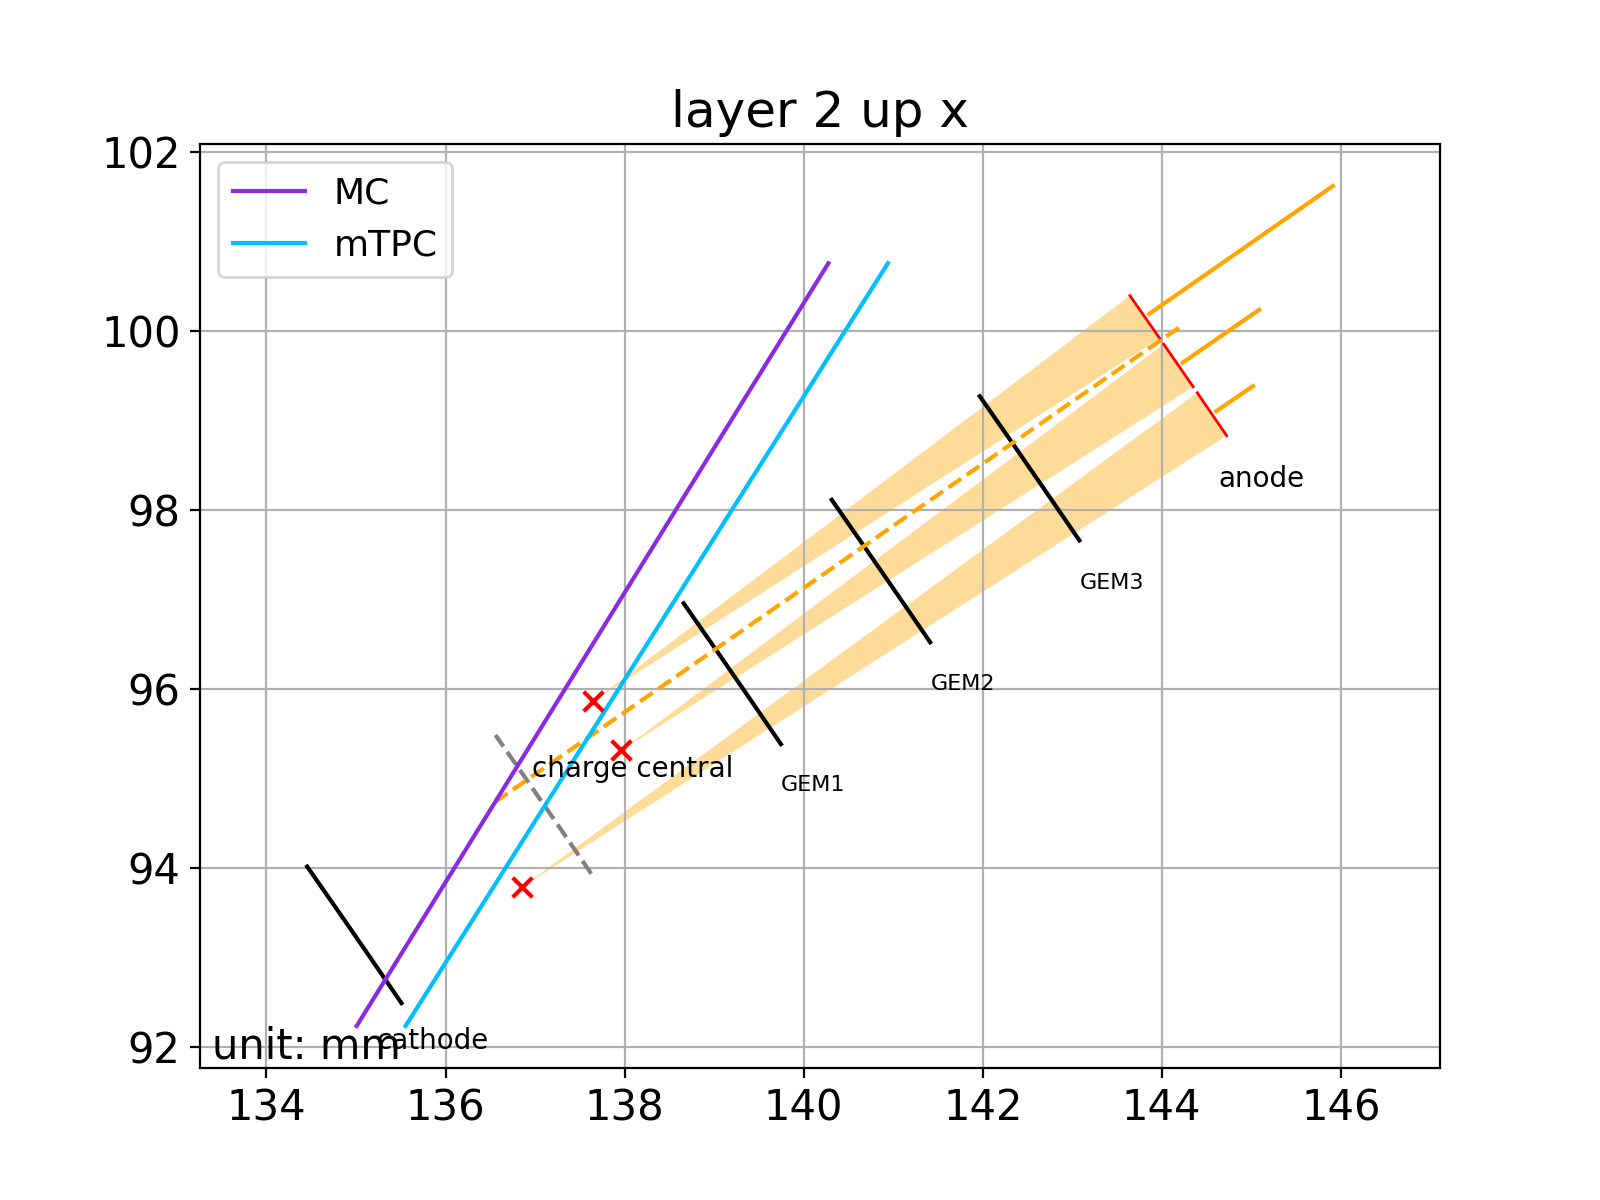 layer 2 up x
102
100
98
96
94
92
MC
mTPC
anode
GEM3
GEM2
charge central
GEM1
cathode
unit: mm
134 136 138 140 142 144 146